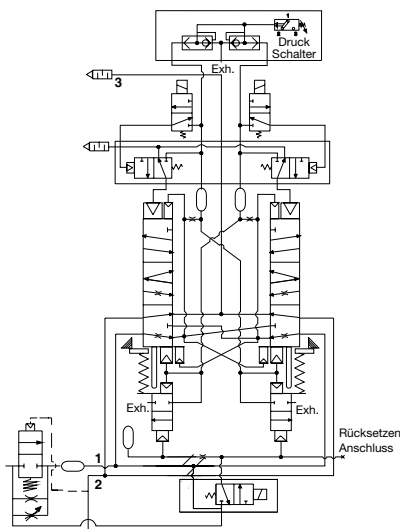 Druck
Schalter
Exh.
3
Exh.
Exh.
Rücksetzen
Anschluss
1
2